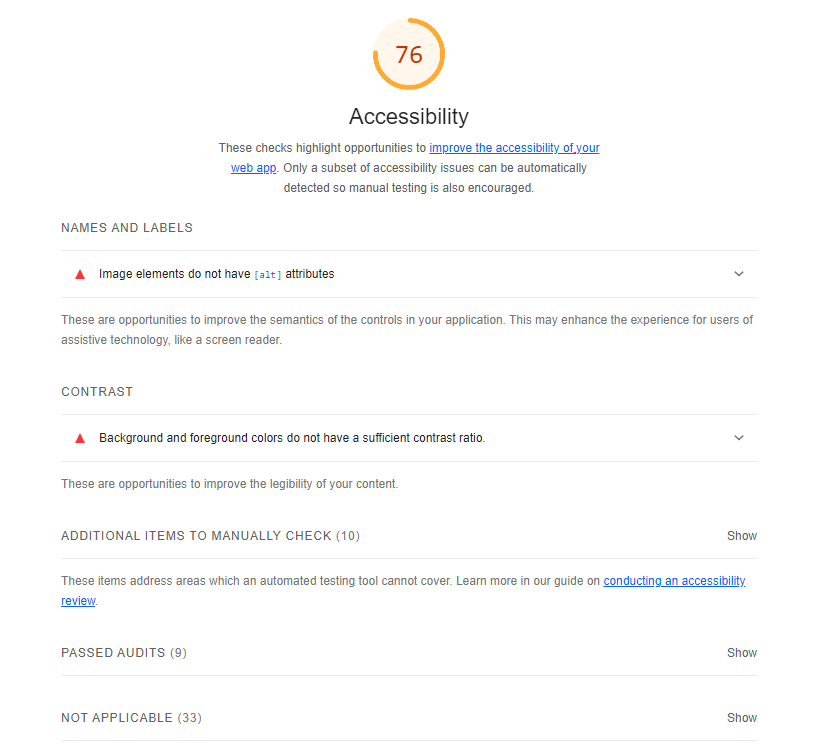 76
Accessibility
These checks highlight opportunities to improve the accessibility of your
web app. Only a subset of accessibility issues can be automatically
detected so manual testing is also encouraged.
NAMES AND LABELS
Image elements do not have [alt] attributes
These are opportunities to improve the semantics of the controls in your application. This may enhance the experience for users of
assistive technology, like a screen reader.
CONTRAST
Background and foreground colors do not have a sufficient contrast ratio.
These are opportunities to improve the legibility of your content.
ADDITIONAL ITEMS TO MANUALLY CHECK (10) Show
These items address areas which an automated testing tool cannot cover. Learn more in our guide on conducting an accessibility
review.
PASSED AUDITS (9) Show
NOT APPLICABLE (33) Show